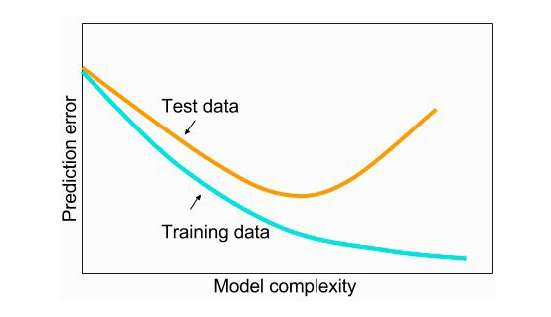 Test data
Prediction error
Training data
Model complexity